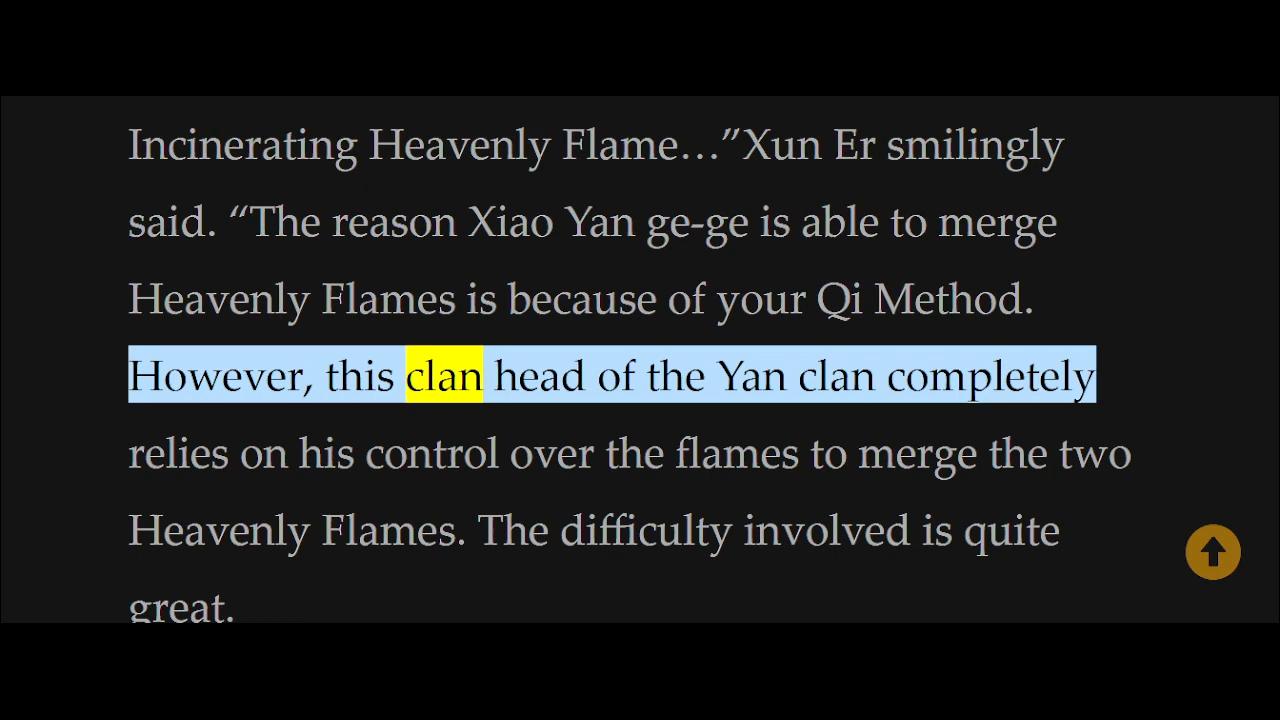 Incinerating Heavenly Flame…”Xun Er smilingly
said. “The reason Xiao Yan ge-ge is able to merge
Heavenly Flames is because of your Qi Method.
However, this clan head of the Yan clan completely
relies on his control over the flames to merge the two
Heavenly Flames. The difficulty involved is quite
great.